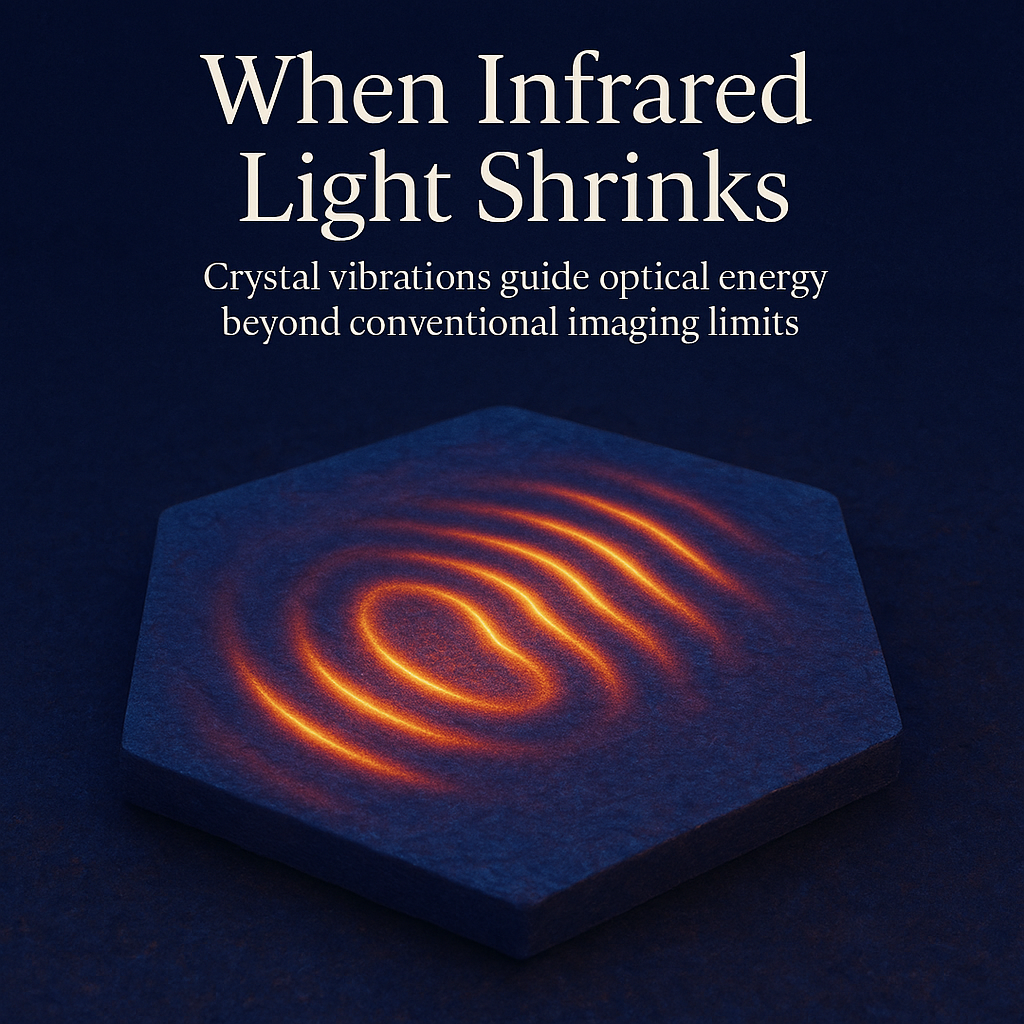 When Infrared
Light Shrinks
Crystal vibrations guide optical energy
beyond conventional imaging limits